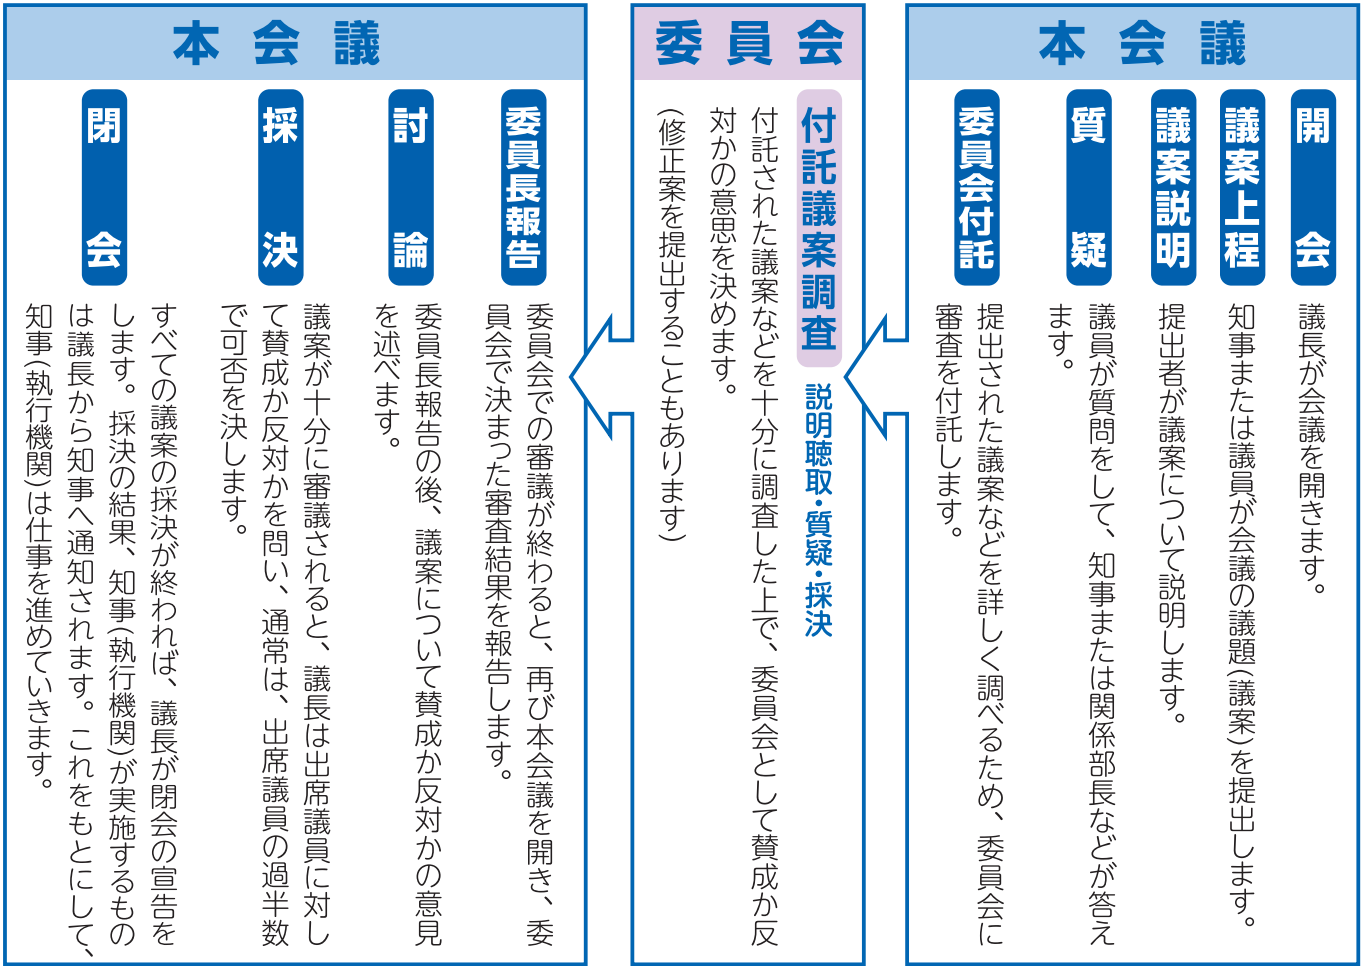 本会議
開会
議長が会議を開きます。
議案上程
知事または議員が会議の議題(議案)を提出します。
議案説明
提出者が議案について説明します。
質疑
議員が質問をして、知事または関係部長などが答え
ます。
委員会付託
提出された議案などを詳しく調べるため、委員会に
審査を付託します。
委員会
付託議案調査
説明聴取・質疑・採決
付託された議案などを十分に調査した上で、委員会として賛成か反
対かの意思を決めます。
(修正案を提出することもあります)
本会議
委員長報告
委員会での審議が終わると、再び本会議を開き、委
員会で決まった審査結果を報告します。
討論
委員長報告の後、議案について賛成か反対かの意見
を述べます。
採決
議案が十分に審議されると、議長は出席議員に対し
て賛成か反対かを問い、通常は、出席議員の過半数
で可否を決します。
閉会
すべての議案の採決が終われば、議長が閉会の宣告を
します。採決の結果、知事(執行機関)が実施するもの
は議長から知事へ通知されます。これをもとにして、
知事(執行機関)は仕事を進めていきます。